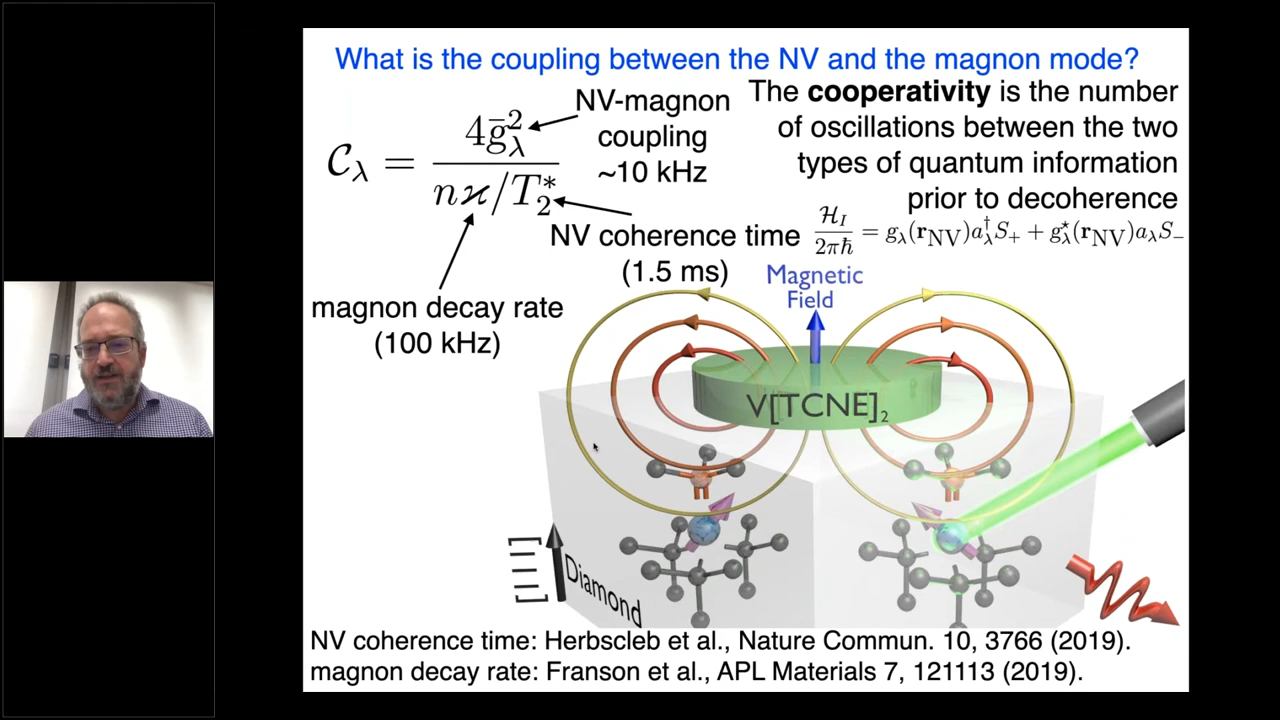 What is the coupling between the NV and the magnon mode?
The cooperativity is the number
of oscillations between the two
types of quantum information
prior to decoherence
NV-magnon
coupling
~10 kHz
𝒞_λ = 4ḡ_λ² / (nϰ/T₂*)
NV coherence time
(1.5 ms)
magnon decay rate
(100 kHz)
ℋ_I / 2πħ = g_λ(r_NV)a_λ†S₊ + g_λ*(r_NV)a_λS₋
Magnetic
Field
V[TCNE]₂
[111]
Diamond
NV coherence time: Herbscleb et al., Nature Commun. 10, 3766 (2019).
magnon decay rate: Franson et al., APL Materials 7, 121113 (2019).